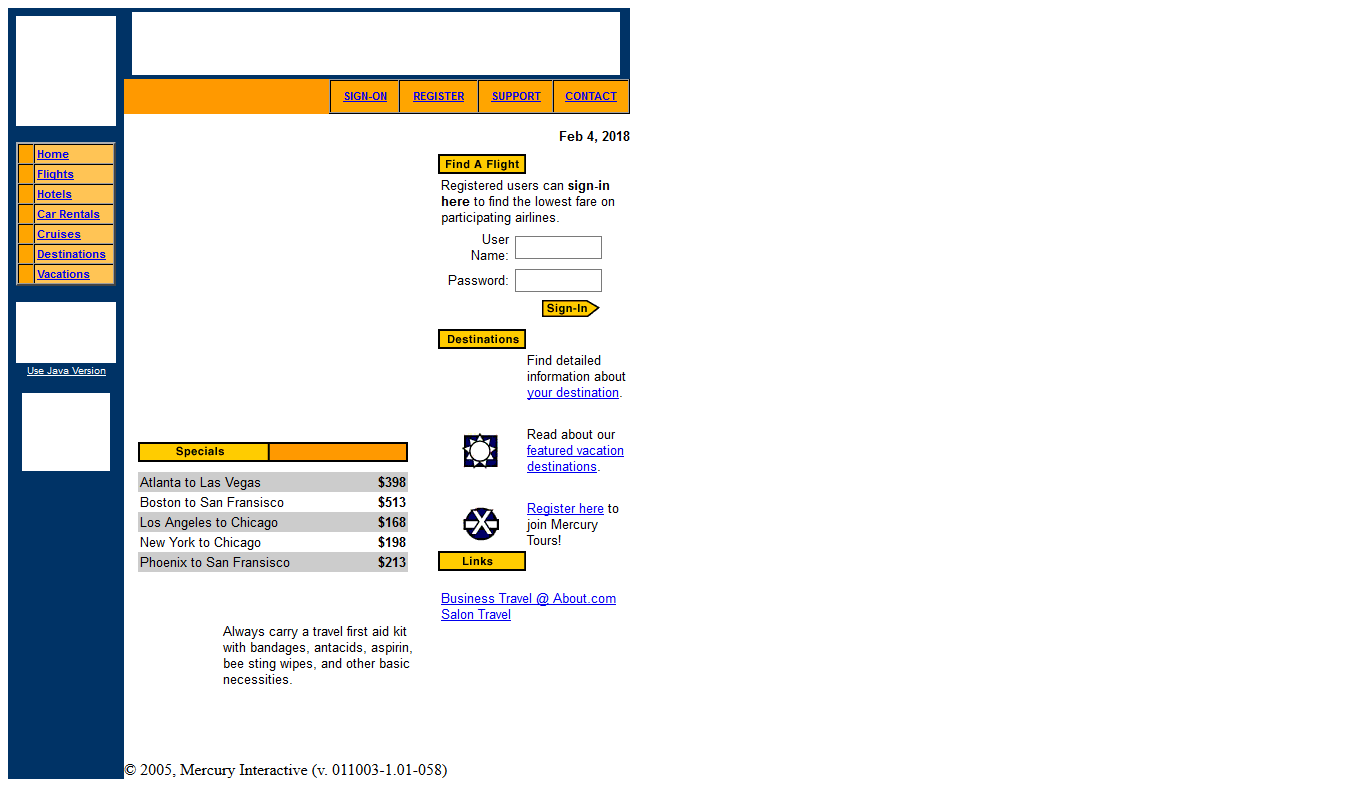 SIGN-ON REGISTER SUPPORT CONTACT
Home
Flights
Hotels
Car Rentals
Cruises
Destinations
Vacations
Use Java Version
Feb 4, 2018
Find A Flight
Registered users can sign-in
here to find the lowest fare on
participating airlines.
User
Name:
Password:
Sign-In
Destinations
Find detailed
information about
your destination.
Read about our
featured vacation
destinations.
Register here to
join Mercury
Tours!
Links
Business Travel @ About.com
Salon Travel
Specials
Atlanta to Las Vegas $398
Boston to San Fransisco $513
Los Angeles to Chicago $168
New York to Chicago $198
Phoenix to San Fransisco $213
Always carry a travel first aid kit
with bandages, antacids, aspirin,
bee sting wipes, and other basic
necessities.
© 2005, Mercury Interactive (v. 011003-1.01-058)